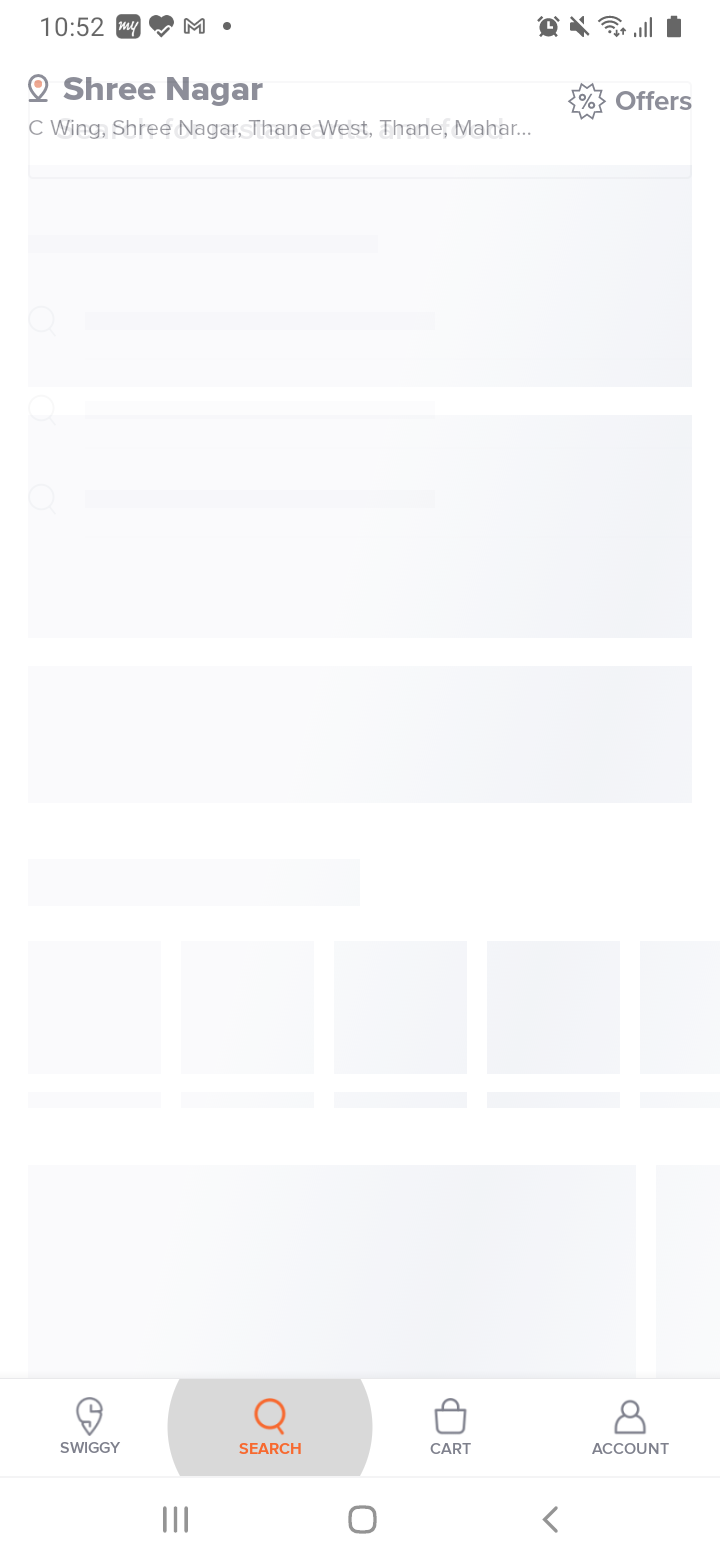 10:52 my
Shree Nagar
Offers
C Wing, Shree Nagar, Thane West, Thane, Mahar...
Search for restaurants and food
SWIGGY
SEARCH
CART
ACCOUNT